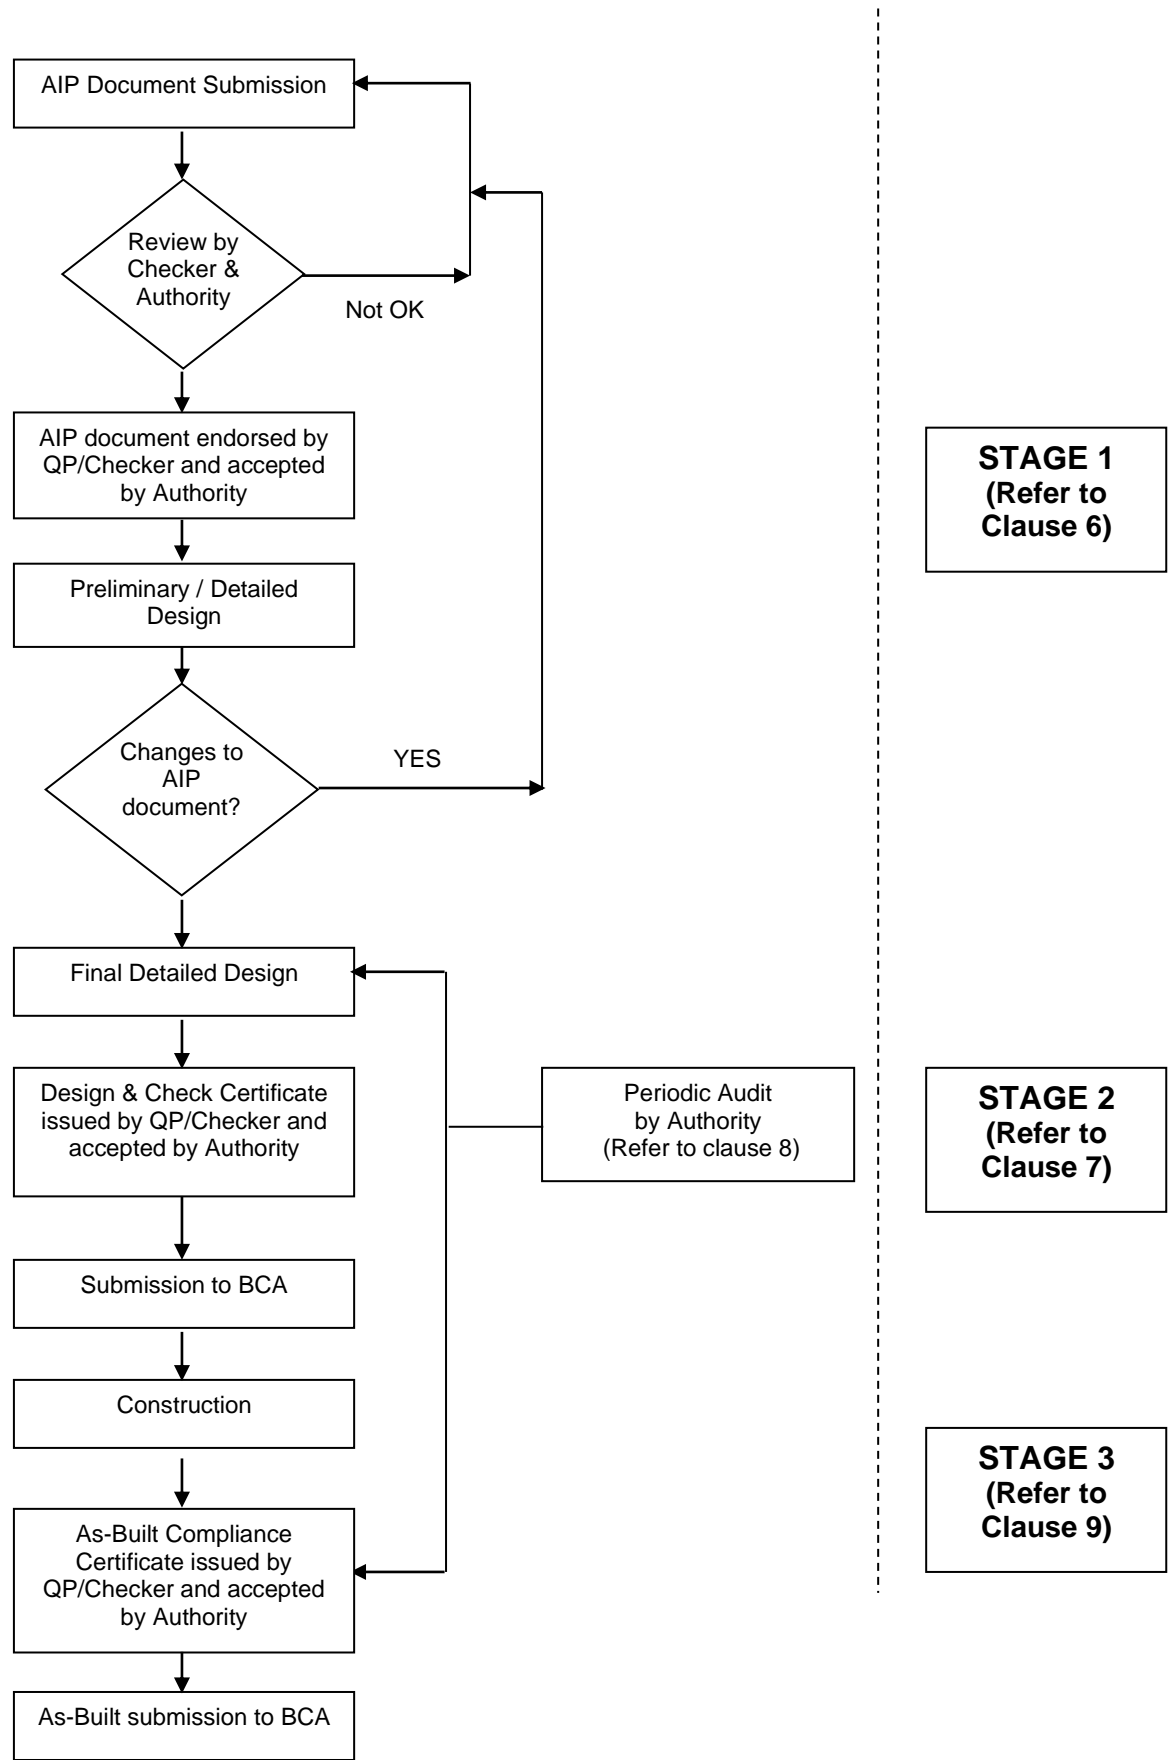 AIP Document Submission
Review by
Checker &
Authority
Not OK
AIP document endorsed by
QP/Checker and accepted
by Authority
STAGE 1
(Refer to
Clause 6)
Preliminary / Detailed
Design
Changes to
AIP
document?
YES
Final Detailed Design
Design & Check Certificate
issued by QP/Checker and
accepted by Authority
Periodic Audit
by Authority
(Refer to clause 8)
STAGE 2
(Refer to
Clause 7)
Submission to BCA
Construction
STAGE 3
(Refer to
Clause 9)
As-Built Compliance
Certificate issued by
QP/Checker and accepted
by Authority
As-Built submission to BCA